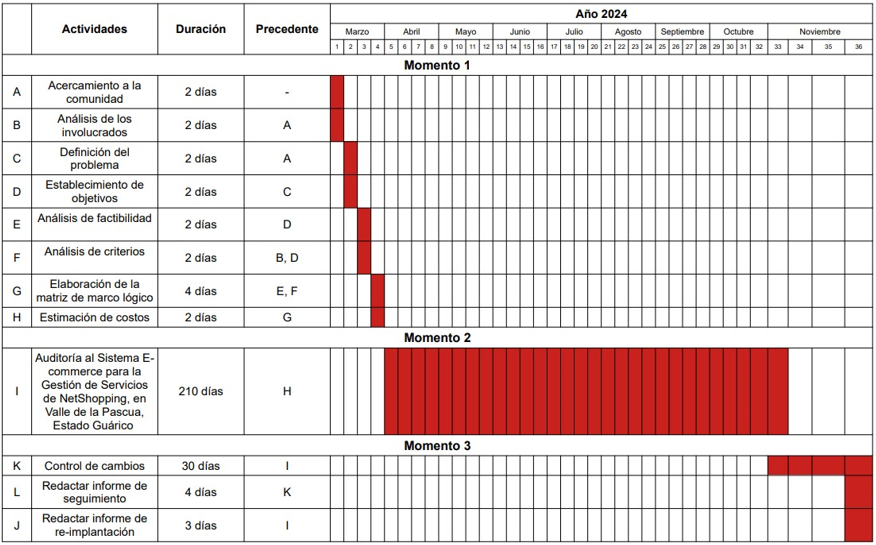 Actividades Duración Precedente Año 2024
Marzo Abril Mayo Junio Julio Agosto Septiembre Octubre Noviembre
1 2 3 4 5 6 7 8 9 10 11 12 13 14 15 16 17 18 19 20 21 22 23 24 25 26 27 28 29 30 31 32 33 34 35 36
Momento 1
A Acercamiento a la
comunidad 2 días -
B Análisis de los
involucrados 2 días A
C Definición del
problema 2 días A
D Establecimiento de
objetivos 2 días C
E Análisis de factibilidad 2 días D
F Análisis de criterios 2 días B, D
G Elaboración de la
matriz de marco lógico 4 días E, F
H Estimación de costos 2 días G
Momento 2
I Auditoría al Sistema E-
commerce para la
Gestión de Servicios
de NetShopping, en
Valle de la Pascua,
Estado Guárico 210 días H
Momento 3
K Control de cambios 30 días I
L Redactar informe de
seguimiento 4 días K
J Redactar informe de
re-implantación 3 días I